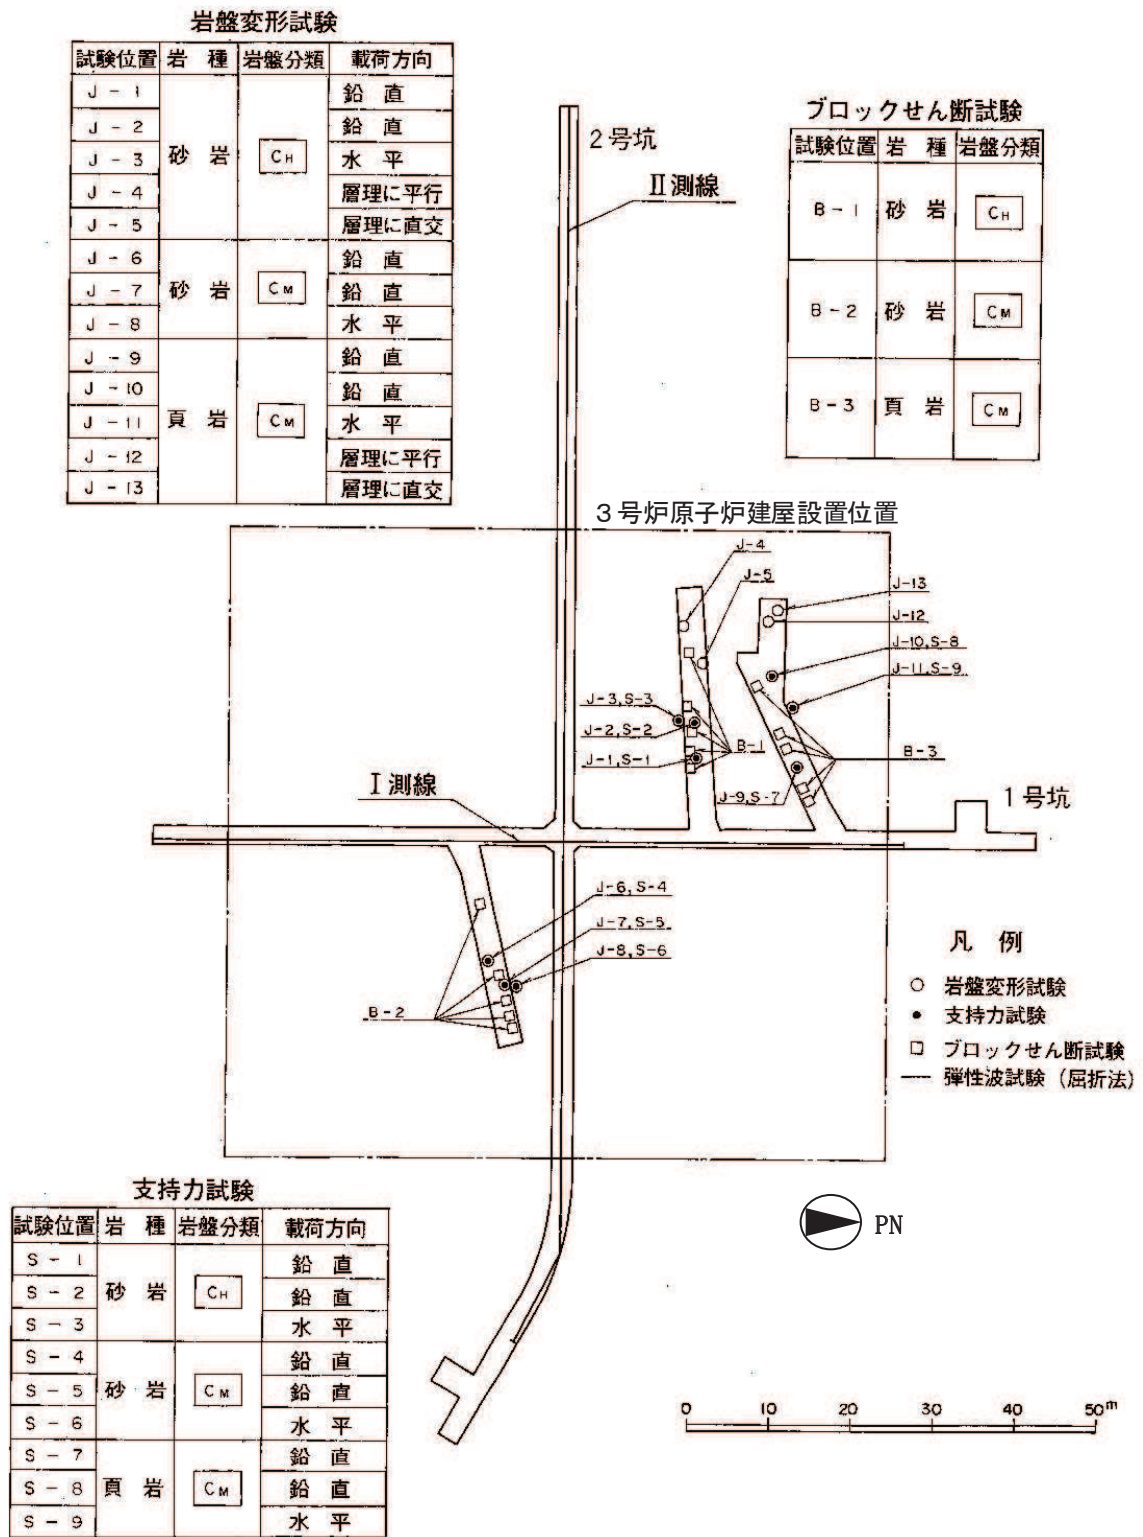 岩盤変形試験
試験位置 岩種 岩盤分類 載荷方向
J-1 砂岩 CH 鉛直
J-2 鉛直
J-3 水平
J-4 層理に平行
J-5 層理に直交
J-6 砂岩 CM 鉛直
J-7 鉛直
J-8 水平
J-9 頁岩 CM 鉛直
J-10 鉛直
J-11 水平
J-12 層理に平行
J-13 層理に直交
ブロックせん断試験
試験位置 岩種 岩盤分類
B-1 砂岩 CH
B-2 砂岩 CM
B-3 頁岩 CM
2号坑
II測線
3号炉原子炉建屋設置位置
J-4
J-5
J-13
J-12
J-10,S-8
J-11,S-9
J-3,S-3
J-2,S-2
J-1,S-1
B-1
B-3
J-9,S-7
I測線
1号坑
J-6,S-4
J-7,S-5
J-8,S-6
B-2
凡例
岩盤変形試験
支持力試験
ブロックせん断試験
弾性波試験(屈折法)
PN
支持力試験
試験位置 岩種 岩盤分類 載荷方向
S-1 砂岩 CH 鉛直
S-2 鉛直
S-3 水平
S-4 砂岩 CM 鉛直
S-5 鉛直
S-6 水平
S-7 頁岩 CM 鉛直
S-8 鉛直
S-9 水平
0 10 20 30 40 50m